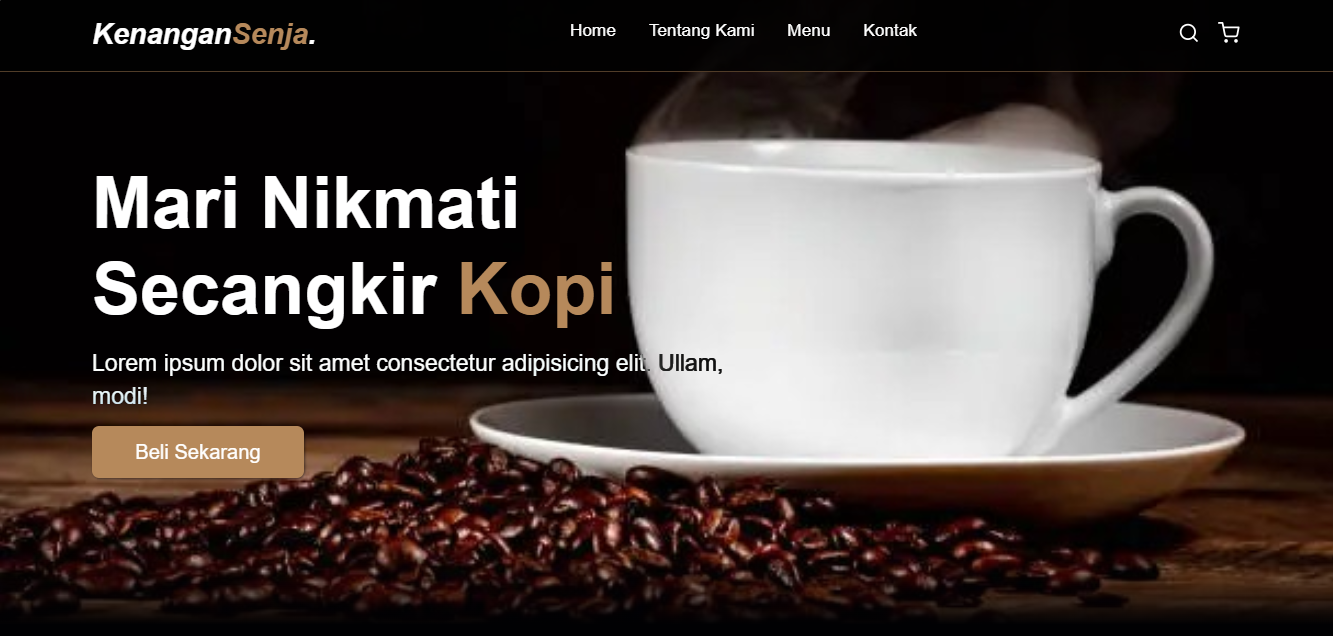 KenanganSenja.
Home Tentang Kami Menu Kontak
Mari Nikmati
Secangkir Kopi
Lorem ipsum dolor sit amet consectetur adipisicing elit. Ullam,
modi!
Beli Sekarang